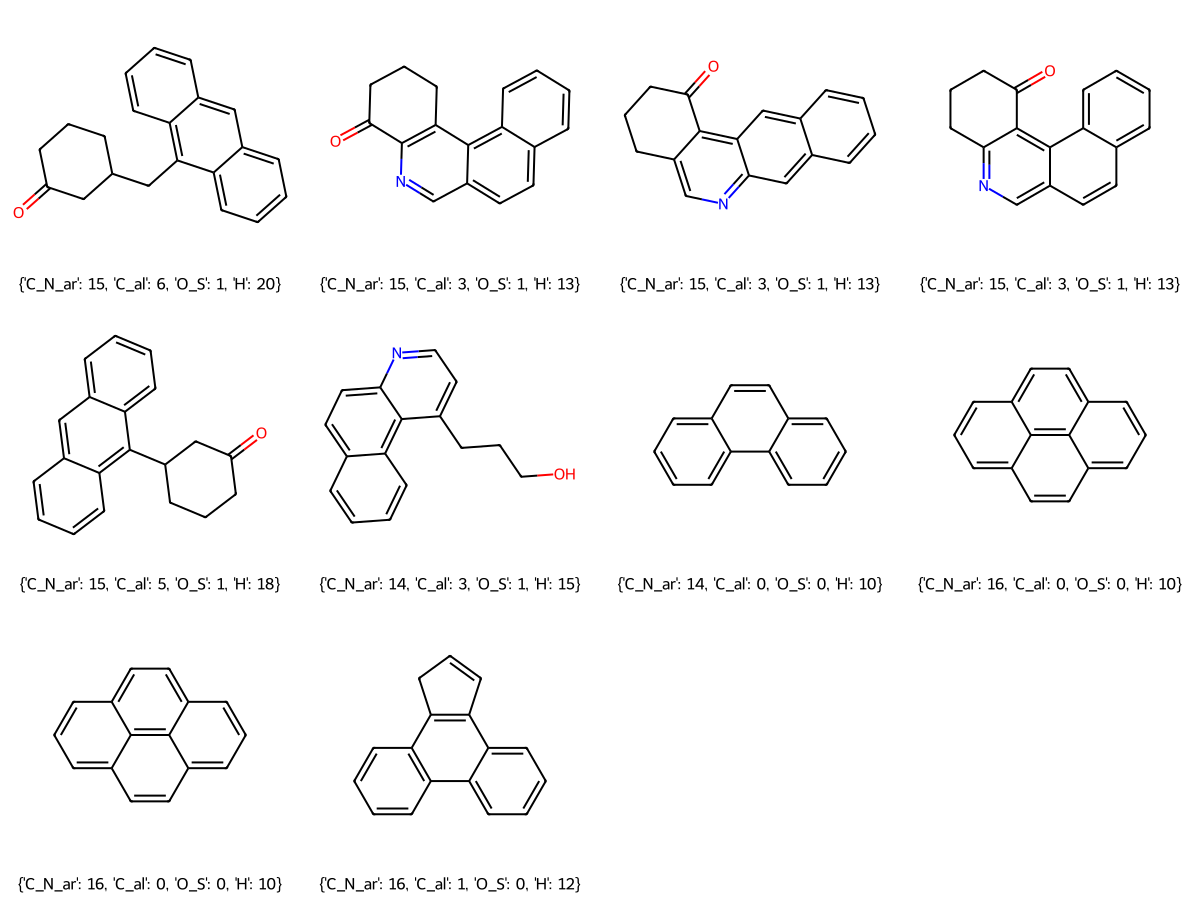 O
O
N
O
N
O
N
{'C_N_ar': 15, 'C_al': 6, 'O_S': 1, 'H': 20}
{'C_N_ar': 15, 'C_al': 3, 'O_S': 1, 'H': 13}
{'C_N_ar': 15, 'C_al': 3, 'O_S': 1, 'H': 13}
{'C_N_ar': 15, 'C_al': 3, 'O_S': 1, 'H': 13}
O
N
OH
{'C_N_ar': 15, 'C_al': 5, 'O_S': 1, 'H': 18}
{'C_N_ar': 14, 'C_al': 3, 'O_S': 1, 'H': 15}
{'C_N_ar': 14, 'C_al': 0, 'O_S': 0, 'H': 10}
{'C_N_ar': 16, 'C_al': 0, 'O_S': 0, 'H': 10}
{'C_N_ar': 16, 'C_al': 0, 'O_S': 0, 'H': 10}
{'C_N_ar': 16, 'C_al': 1, 'O_S': 0, 'H': 12}